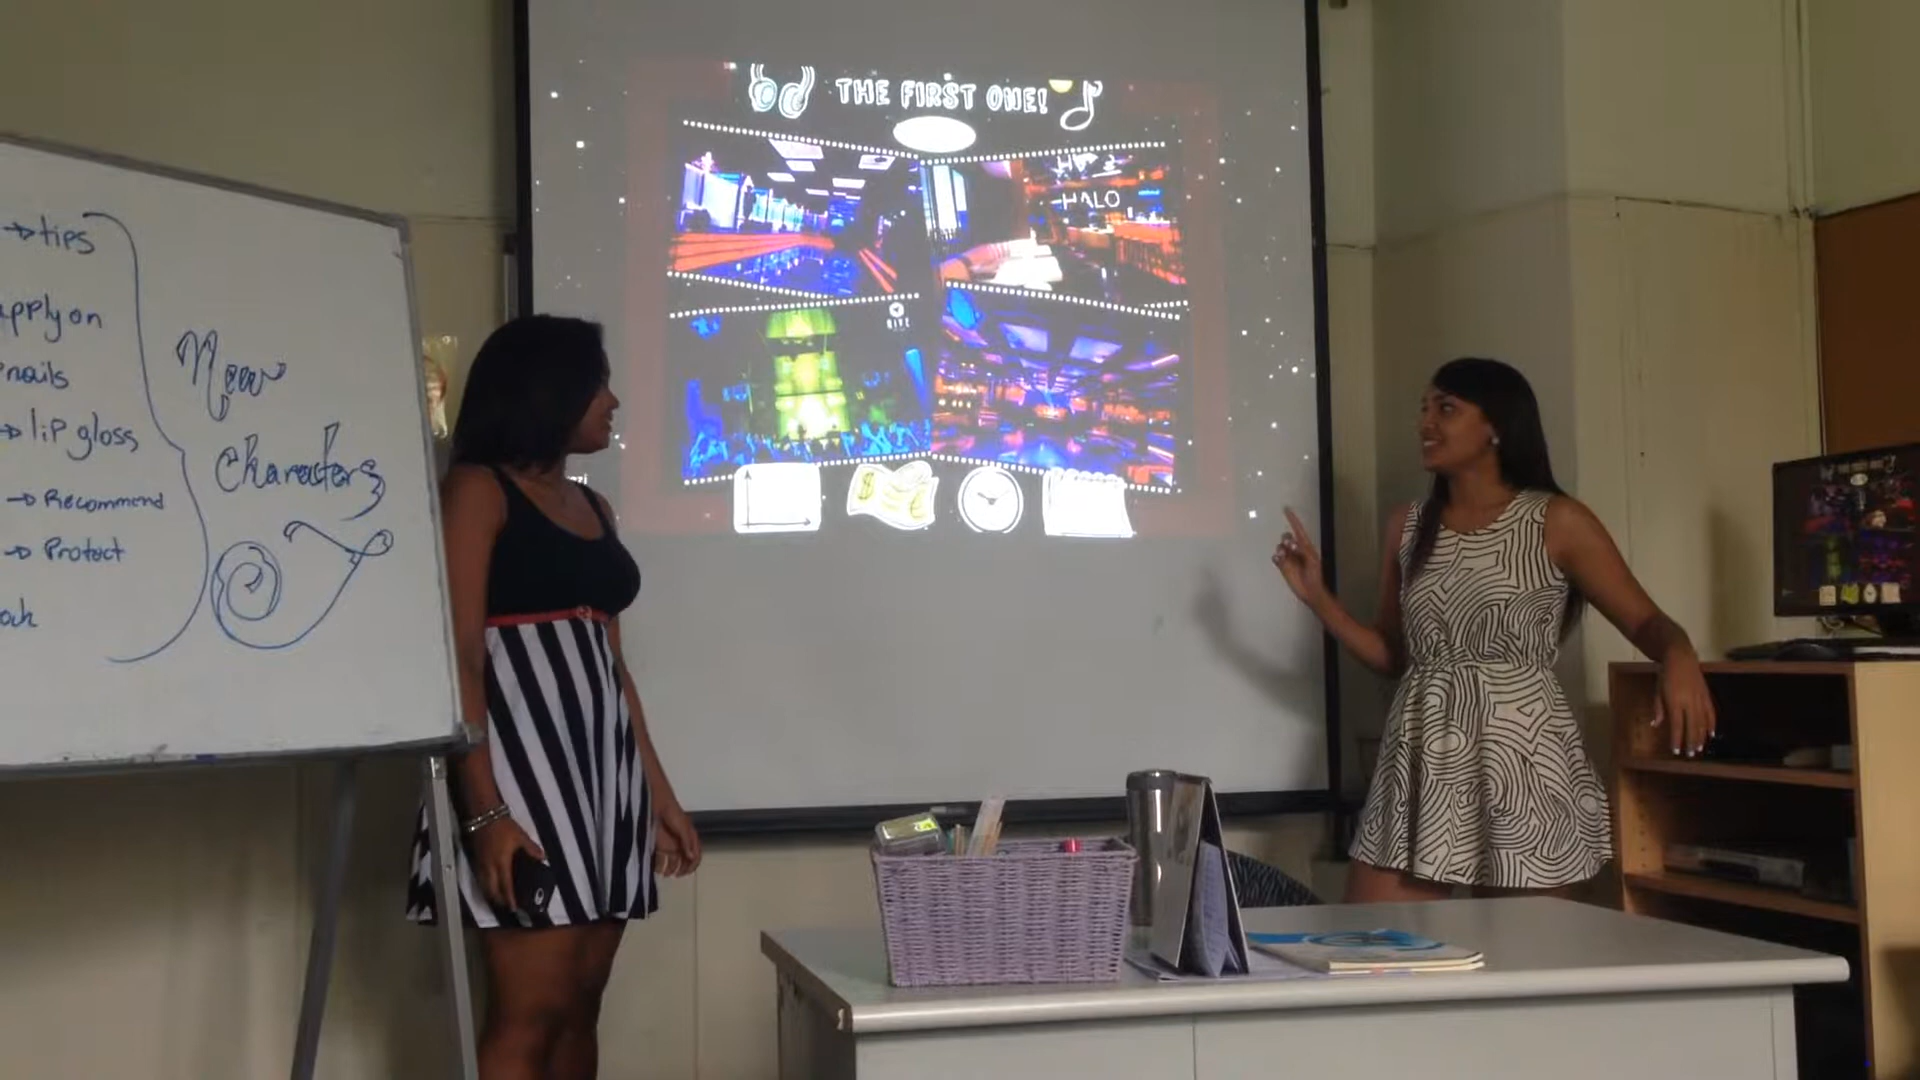 → tips
apply on
nails
→ lip gloss
→ Recommend
→ Protect
New
Characters
THE FIRST ONE!
HALO